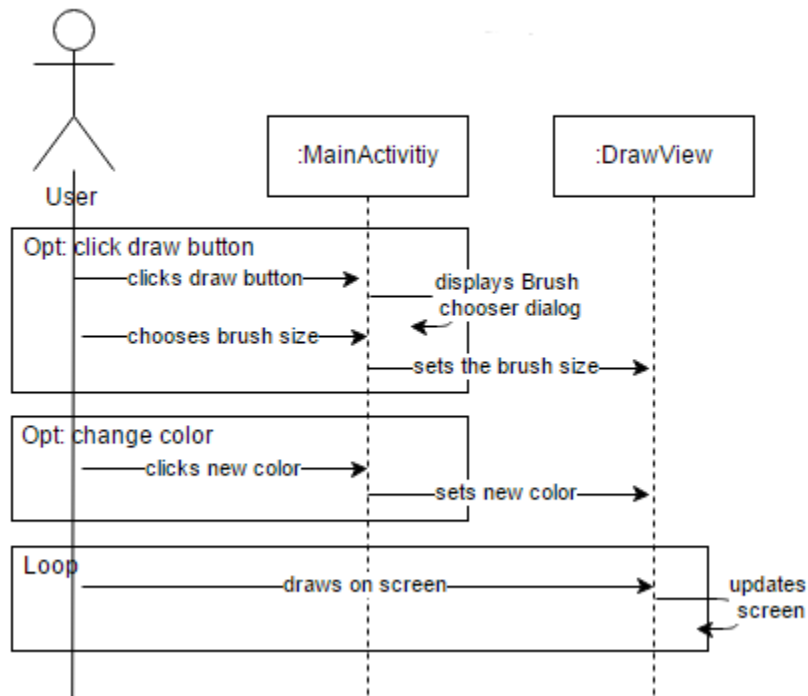 :MainActivitiy
:DrawView
User
Opt: click draw button
clicks draw button
displays Brush
chooser dialog
chooses brush size
sets the brush size
Opt: change color
clicks new color
sets new color
Loop
draws on screen
updates
screen